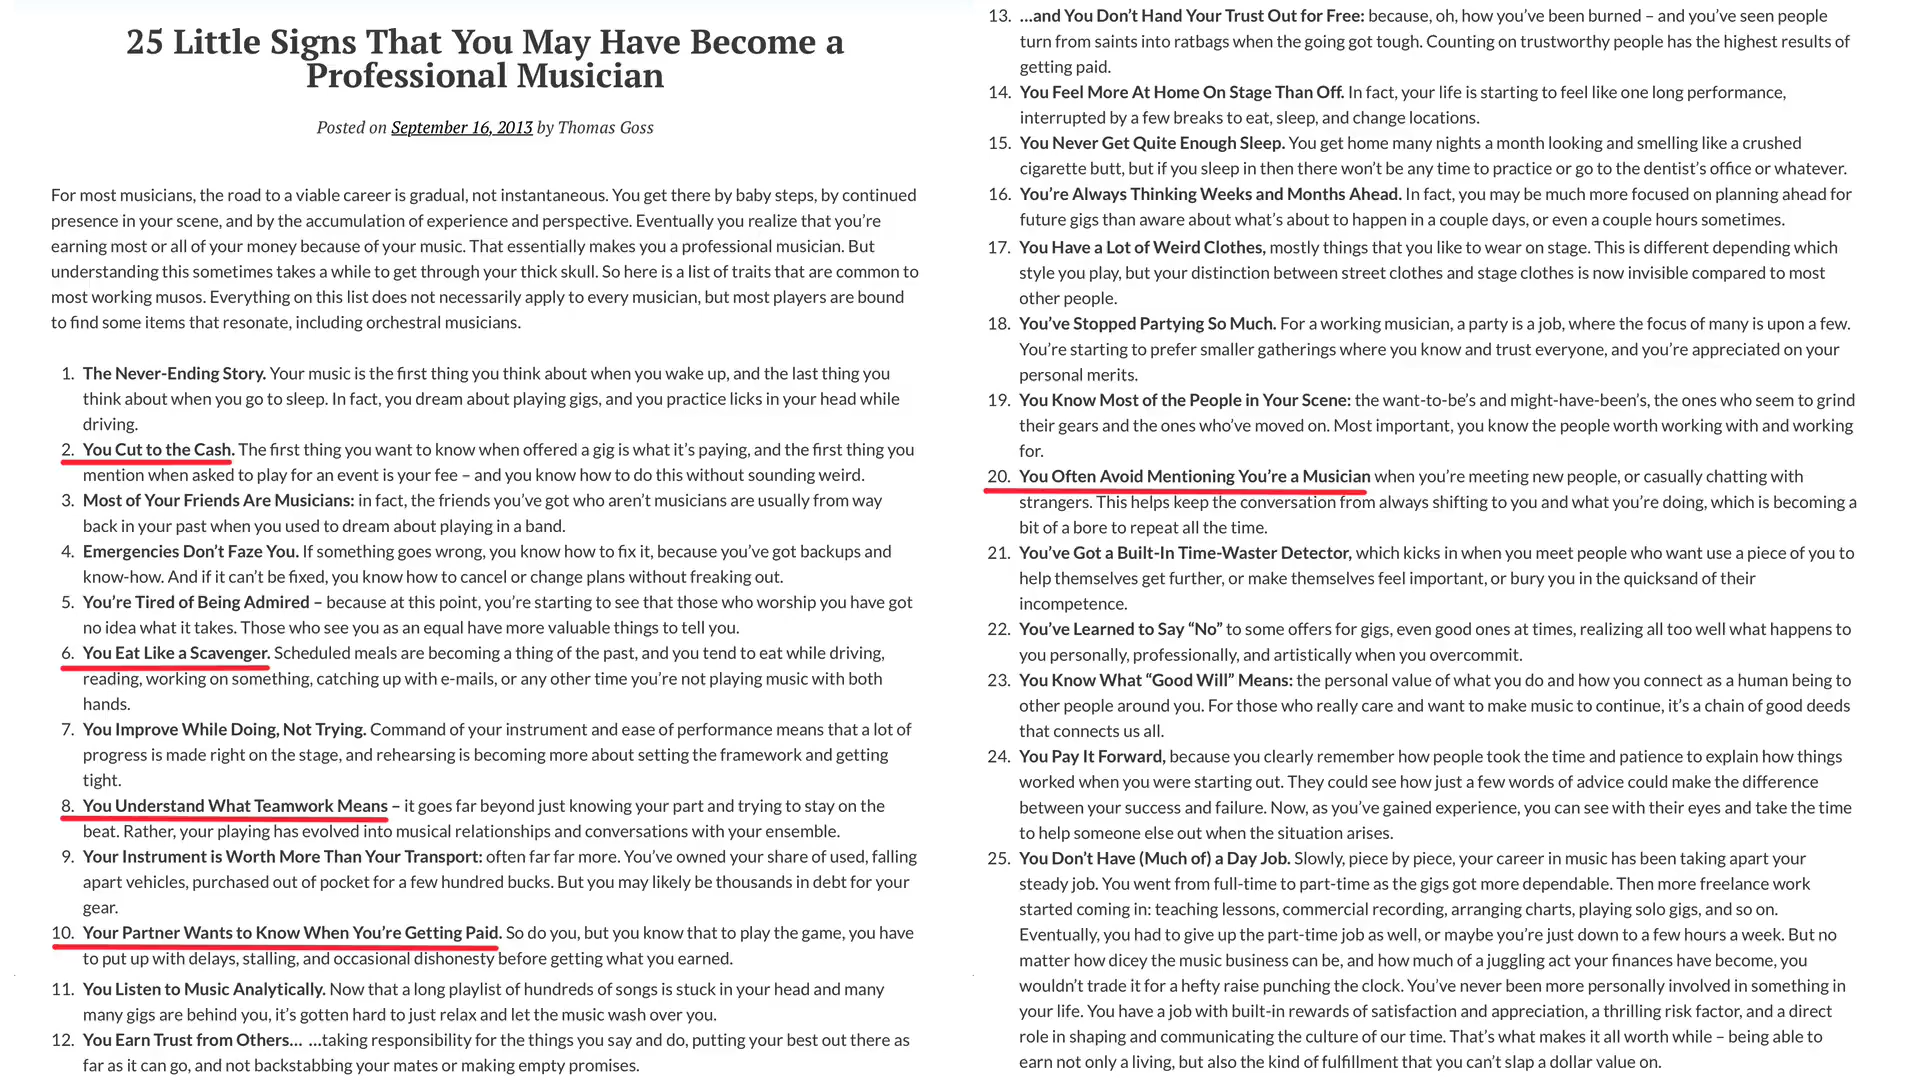 25 Little Signs That You May Have Become a
Professional Musician
Posted on September 16, 2013 by Thomas Goss
For most musicians, the road to a viable career is gradual, not instantaneous. You get there by baby steps, by continued
presence in your scene, and by the accumulation of experience and perspective. Eventually you realize that you’re
earning most or all of your money because of your music. That essentially makes you a professional musician. But
understanding this sometimes takes a while to get through your thick skull. So here is a list of traits that are common to
most working musos. Everything on this list does not necessarily apply to every musician, but most players are bound
to find some items that resonate, including orchestral musicians.
1. The Never-Ending Story. Your music is the first thing you think about when you wake up, and the last thing you
think about when you go to sleep. In fact, you dream about playing gigs, and you practice licks in your head while
driving.
2. You Cut to the Cash. The first thing you want to know when offered a gig is what it’s paying, and the first thing you
mention when asked to play for an event is your fee – and you know how to do this without sounding weird.
3. Most of Your Friends Are Musicians: in fact, the friends you’ve got who aren’t musicians are usually from way
back in your past when you used to dream about playing in a band.
4. Emergencies Don’t Faze You. If something goes wrong, you know how to fix it, because you’ve got backups and
know-how. And if it can’t be fixed, you know how to cancel or change plans without freaking out.
5. You’re Tired of Being Admired – because at this point, you’re starting to see that those who worship you have got
no idea what it takes. Those who see you as an equal have more valuable things to tell you.
6. You Eat Like a Scavenger. Scheduled meals are becoming a thing of the past, and you tend to eat while driving,
reading, working on something, catching up with e-mails, or any other time you’re not playing music with both
hands.
7. You Improve While Doing, Not Trying. Command of your instrument and ease of performance means that a lot of
progress is made right on the stage, and rehearsing is becoming more about setting the framework and getting
tight.
8. You Understand What Teamwork Means – it goes far beyond just knowing your part and trying to stay on the
beat. Rather, your playing has evolved into musical relationships and conversations with your ensemble.
9. Your Instrument is Worth More Than Your Transport: often far far more. You’ve owned your share of used, falling
apart vehicles, purchased out of pocket for a few hundred bucks. But you may likely be thousands in debt for your
gear.
10. Your Partner Wants to Know When You’re Getting Paid. So do you, but you know that to play the game, you have
to put up with delays, stalling, and occasional dishonesty before getting what you earned.
11. You Listen to Music Analytically. Now that a long playlist of hundreds of songs is stuck in your head and many
many gigs are behind you, it’s gotten hard to just relax and let the music wash over you.
12. You Earn Trust from Others… …taking responsibility for the things you say and do, putting your best out there as
far as it can go, and not backstabbing your mates or making empty promises.
13. …and You Don’t Hand Your Trust Out for Free: because, oh, how you’ve been burned – and you’ve seen people
turn from saints into ratbags when the going got tough. Counting on trustworthy people has the highest results of
getting paid.
14. You Feel More At Home On Stage Than Off. In fact, your life is starting to feel like one long performance,
interrupted by a few breaks to eat, sleep, and change locations.
15. You Never Get Quite Enough Sleep. You get home many nights a month looking and smelling like a crushed
cigarette butt, but if you sleep in then there won’t be any time to practice or go to the dentist’s office or whatever.
16. You’re Always Thinking Weeks and Months Ahead. In fact, you may be much more focused on planning ahead for
future gigs than aware about what’s about to happen in a couple days, or even a couple hours sometimes.
17. You Have a Lot of Weird Clothes, mostly things that you like to wear on stage. This is different depending which
style you play, but your distinction between street clothes and stage clothes is now invisible compared to most
other people.
18. You’ve Stopped Partying So Much. For a working musician, a party is a job, where the focus of many is upon a few.
You’re starting to prefer smaller gatherings where you know and trust everyone, and you’re appreciated on your
personal merits.
19. You Know Most of the People in Your Scene: the want-to-be’s and might-have-been’s, the ones who seem to grind
their gears and the ones who’ve moved on. Most important, you know the people worth working with and working
for.
20. You Often Avoid Mentioning You’re a Musician when you’re meeting new people, or casually chatting with
strangers. This helps keep the conversation from always shifting to you and what you’re doing, which is becoming a
bit of a bore to repeat all the time.
21. You’ve Got a Built-In Time-Waster Detector, which kicks in when you meet people who want use a piece of you to
help themselves get further, or make themselves feel important, or bury you in the quicksand of their
incompetence.
22. You’ve Learned to Say “No” to some offers for gigs, even good ones at times, realizing all too well what happens to
you personally, professionally, and artistically when you overcommit.
23. You Know What “Good Will” Means: the personal value of what you do and how you connect as a human being to
other people around you. For those who really care and want to make music to continue, it’s a chain of good deeds
that connects us all.
24. You Pay It Forward, because you clearly remember how people took the time and patience to explain how things
worked when you were starting out. They could see how just a few words of advice could make the difference
between your success and failure. Now, as you’ve gained experience, you can see with their eyes and take the time
to help someone else out when the situation arises.
25. You Don’t Have (Much of) a Day Job. Slowly, piece by piece, your career in music has been taking apart your
steady job. You went from full-time to part-time as the gigs got more dependable. Then more freelance work
started coming in: teaching lessons, commercial recording, arranging charts, playing solo gigs, and so on.
Eventually, you had to give up the part-time job as well, or maybe you’re just down to a few hours a week. But no
matter how dicey the music business can be, and how much of a juggling act your finances have become, you
wouldn’t trade it for a hefty raise punching the clock. You’ve never been more personally involved in something in
your life. You have a job with built-in rewards of satisfaction and appreciation, a thrilling risk factor, and a direct
role in shaping and communicating the culture of our time. That’s what makes it all worth while – being able to
earn not only a living, but also the kind of fulfillment that you can’t slap a dollar value on.